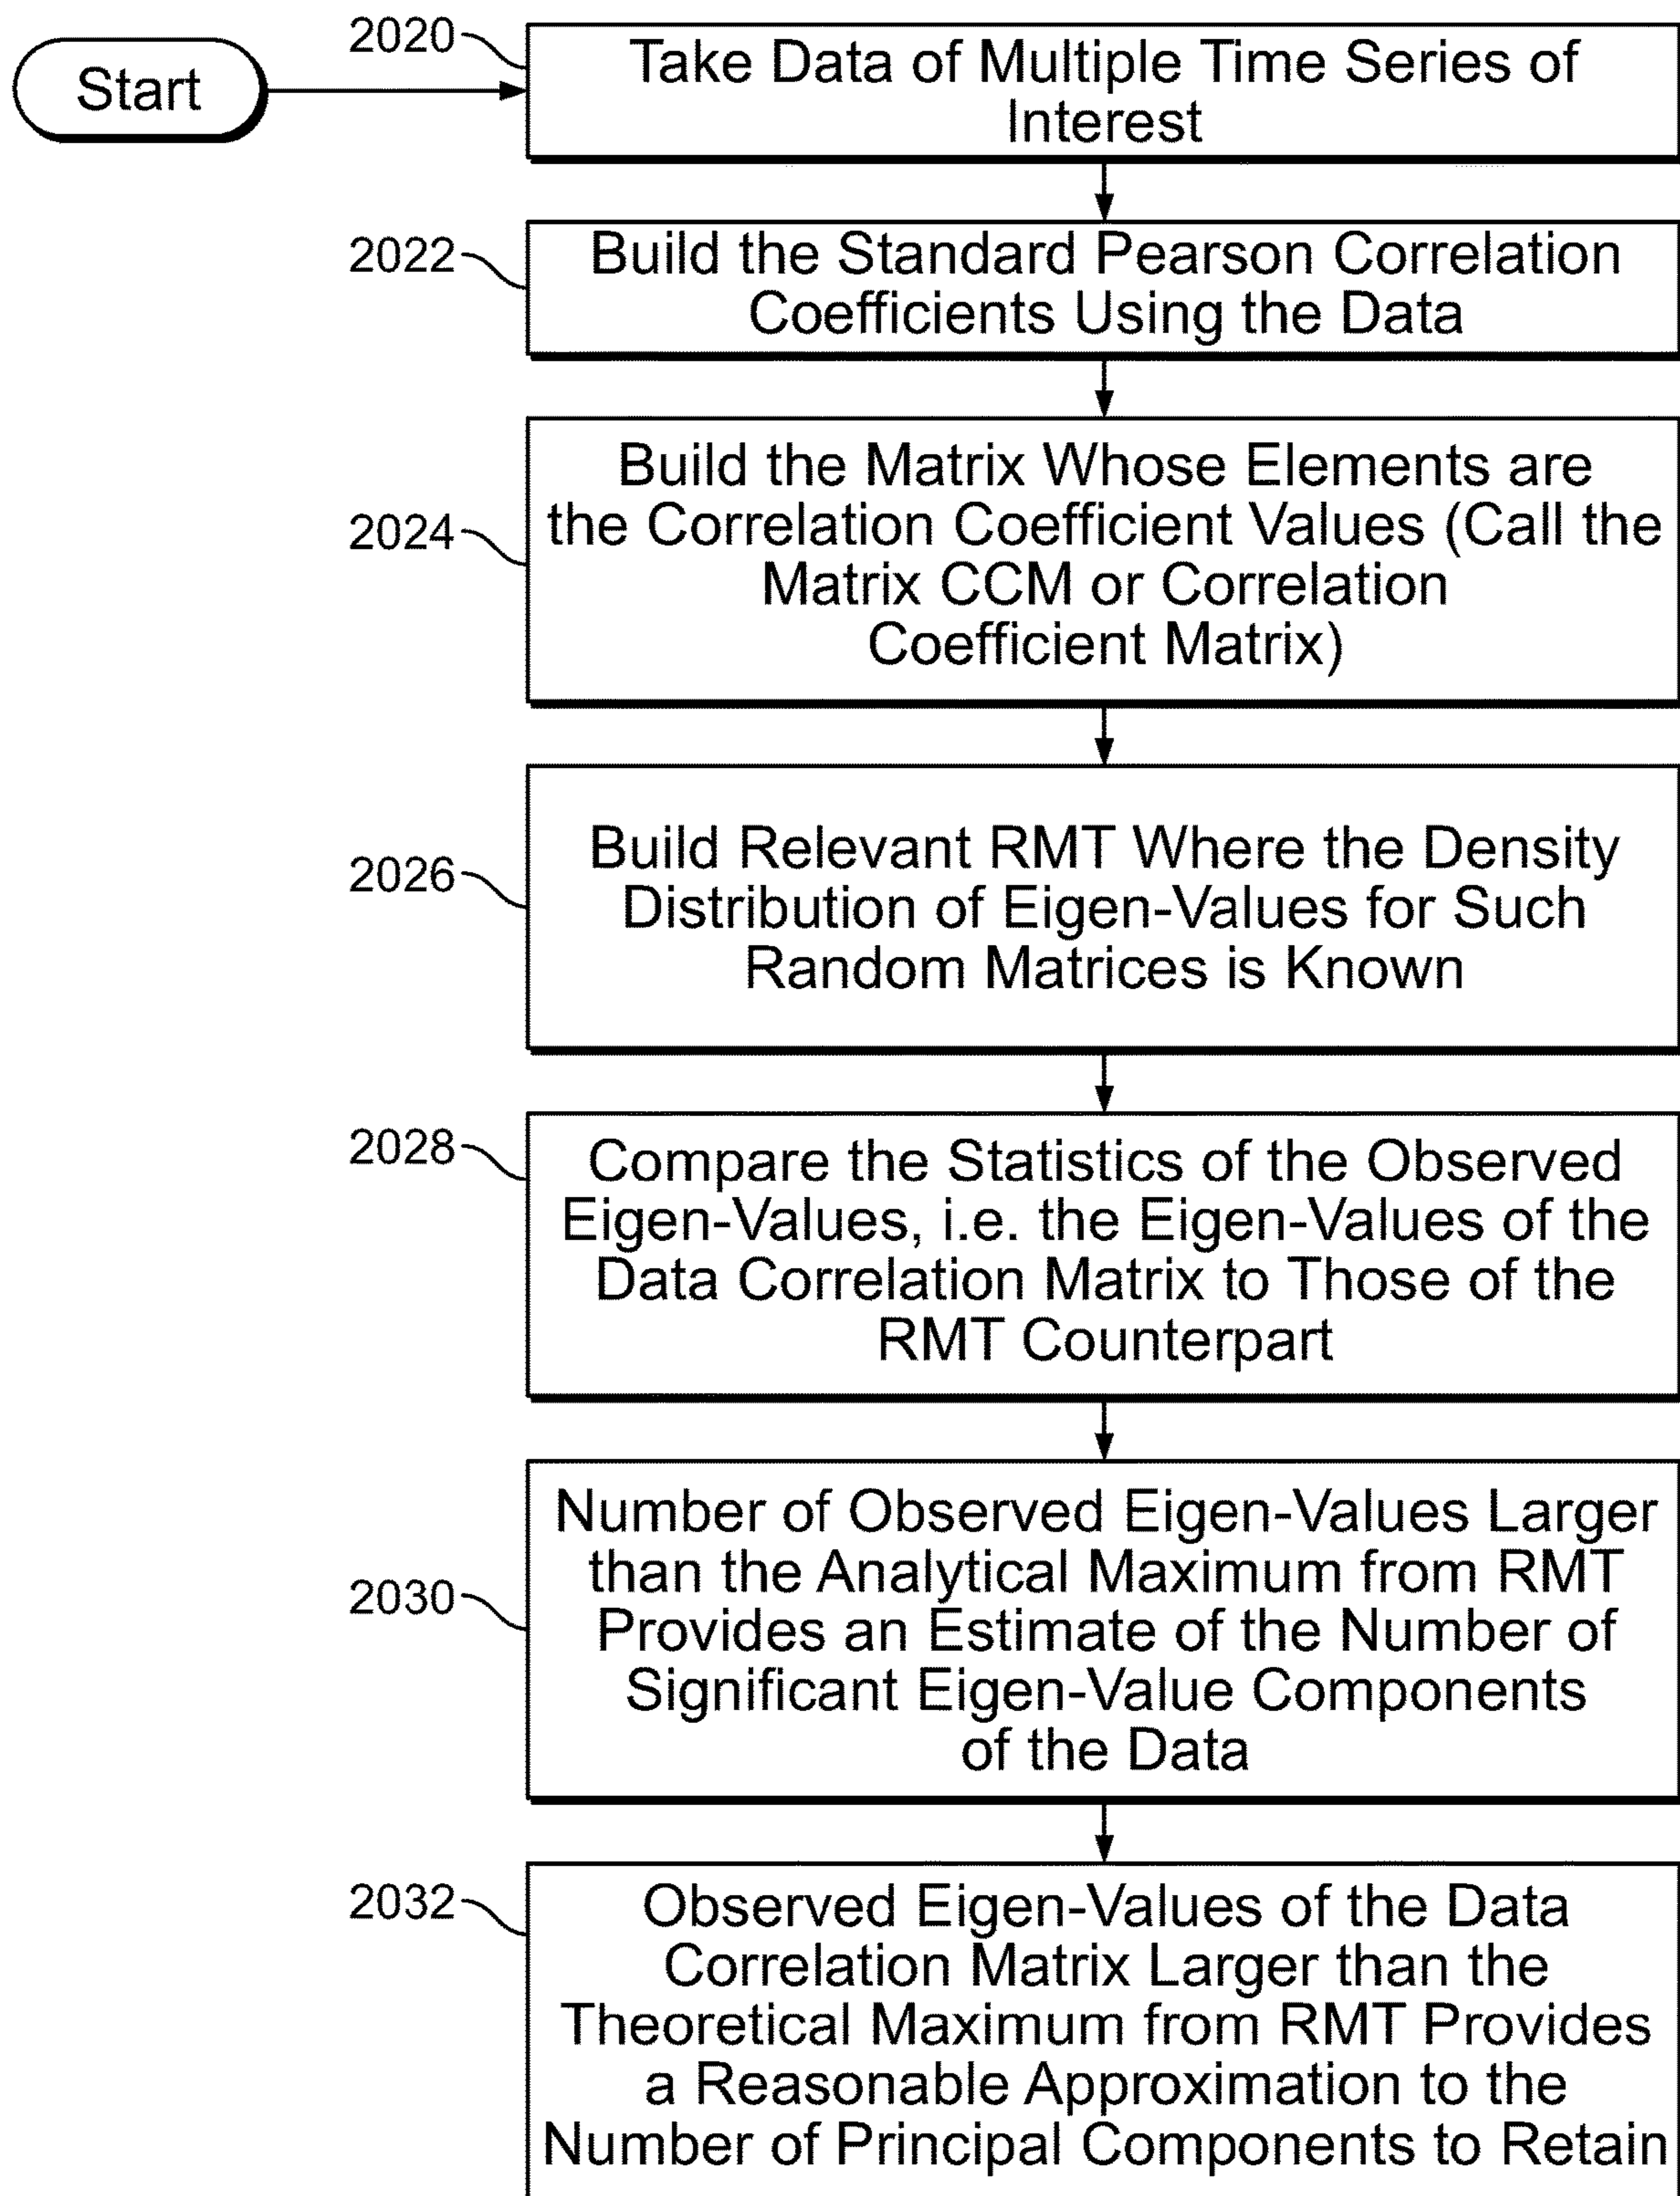 Start
2020
Take Data of Multiple Time Series of
Interest
2022
Build the Standard Pearson Correlation
Coefficients Using the Data
2024
Build the Matrix Whose Elements are
the Correlation Coefficient Values (Call the
Matrix CCM or Correlation
Coefficient Matrix)
2026
Build Relevant RMT Where the Density
Distribution of Eigen-Values for Such
Random Matrices is Known
2028
Compare the Statistics of the Observed
Eigen-Values, i.e. the Eigen-Values of the
Data Correlation Matrix to Those of the
RMT Counterpart
2030
Number of Observed Eigen-Values Larger
than the Analytical Maximum from RMT
Provides an Estimate of the Number of
Significant Eigen-Value Components
of the Data
2032
Observed Eigen-Values of the Data
Correlation Matrix Larger than the
Theoretical Maximum from RMT Provides
a Reasonable Approximation to the
Number of Principal Components to Retain